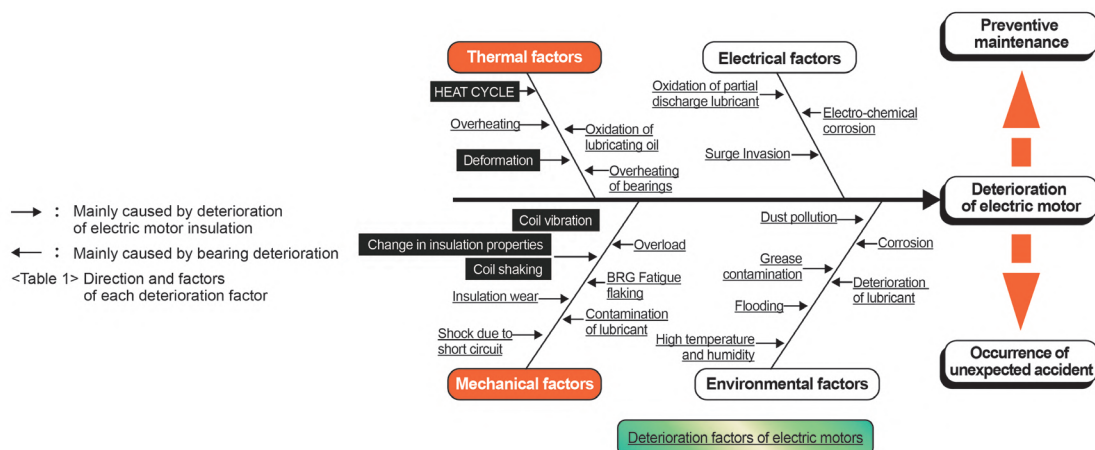 Preventive
maintenance
Thermal factors
Electrical factors
HEAT CYCLE
Oxidation of partial
discharge lubricant
Overheating
Oxidation of
lubricating oil
Electro-chemical
corrosion
Deformation
Surge Invasion
Overheating
of bearings
Deterioration
of electric motor
→ : Mainly caused by deterioration
of electric motor insulation
← : Mainly caused by bearing deterioration
<Table 1> Direction and factors
of each deterioration factor
Coil vibration
Dust pollution
Change in insulation properties
Overload
Corrosion
Coil shaking
Grease
contamination
BRG Fatigue
flaking
Deterioration
of lubricant
Insulation wear
Flooding
Contamination
of lubricant
Shock due to
short circuit
High temperature
and humidity
Occurrence of
unexpected accident
Mechanical factors
Environmental factors
Deterioration factors of electric motors